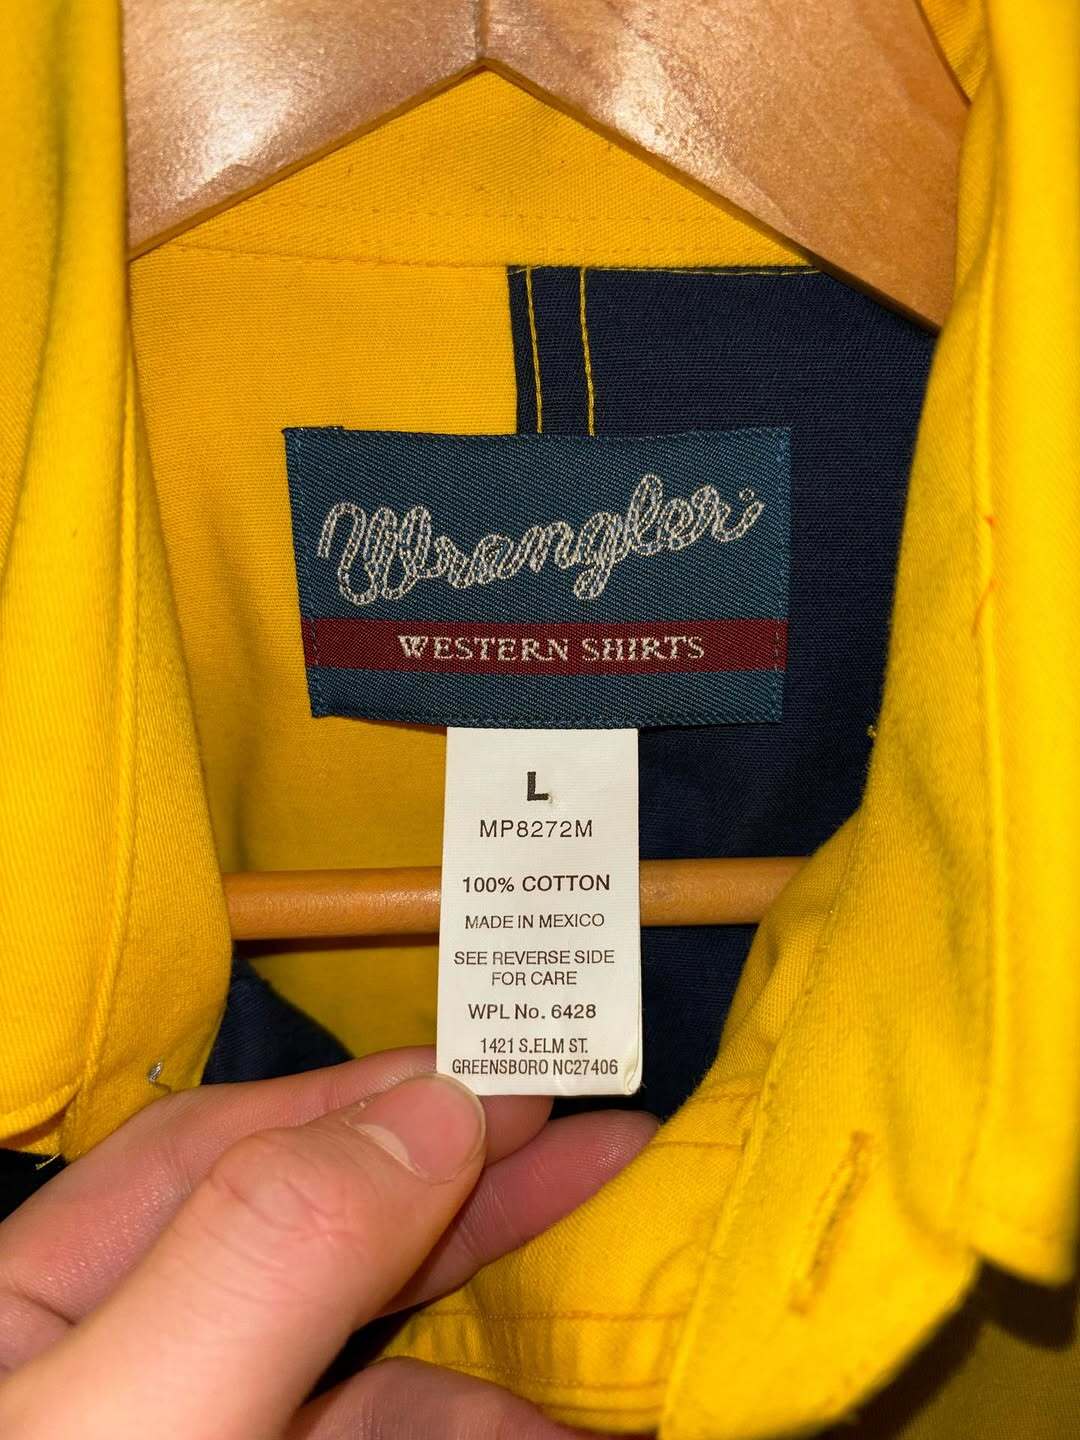 Wrangler
WESTERN SHIRTS
L
MP8272M
100% COTTON
MADE IN MEXICO
SEE REVERSE SIDE
FOR CARE
WPL No. 6428
1421 S.ELM ST.
GREENSBORO NC27406